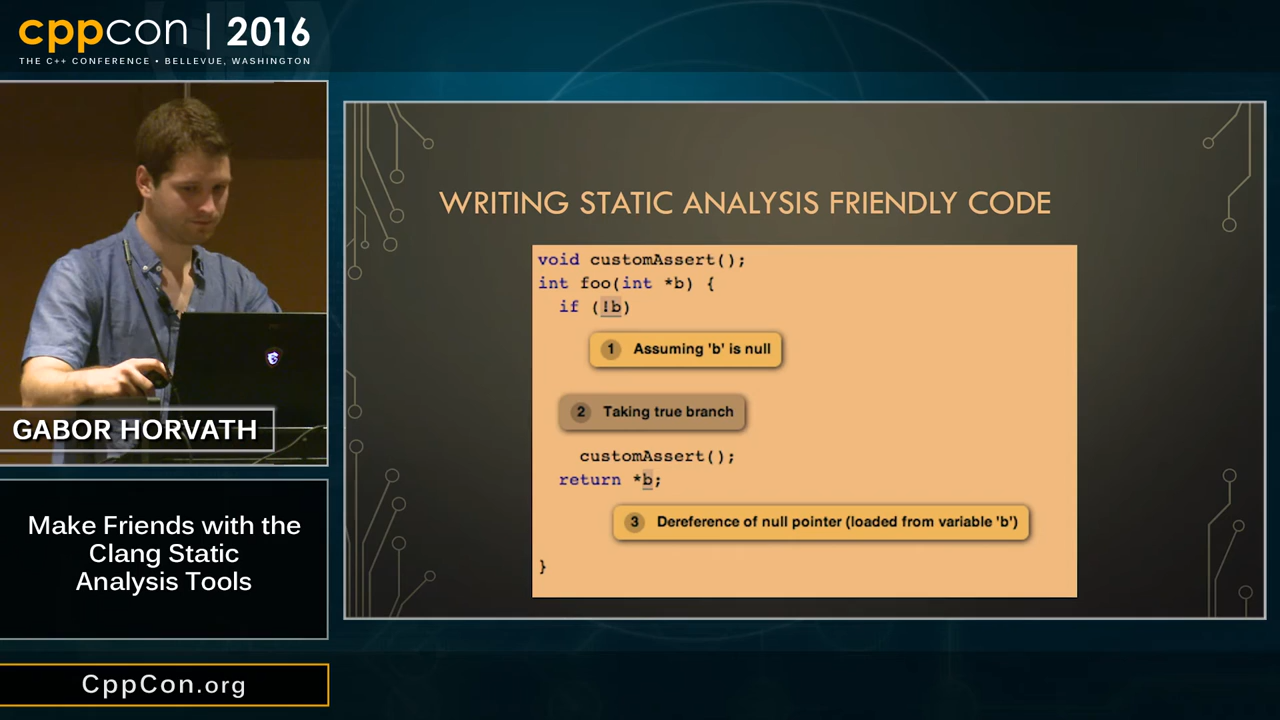 cppcon | 2016
THE C++ CONFERENCE • BELLEVUE, WASHINGTON
GABOR HORVATH
Make Friends with the
Clang Static
Analysis Tools
CppCon.org
WRITING STATIC ANALYSIS FRIENDLY CODE
void customAssert();
int foo(int *b) {
if (!b)
1 Assuming 'b' is null
2 Taking true branch
customAssert();
return *b;
3 Dereference of null pointer (loaded from variable 'b')
}